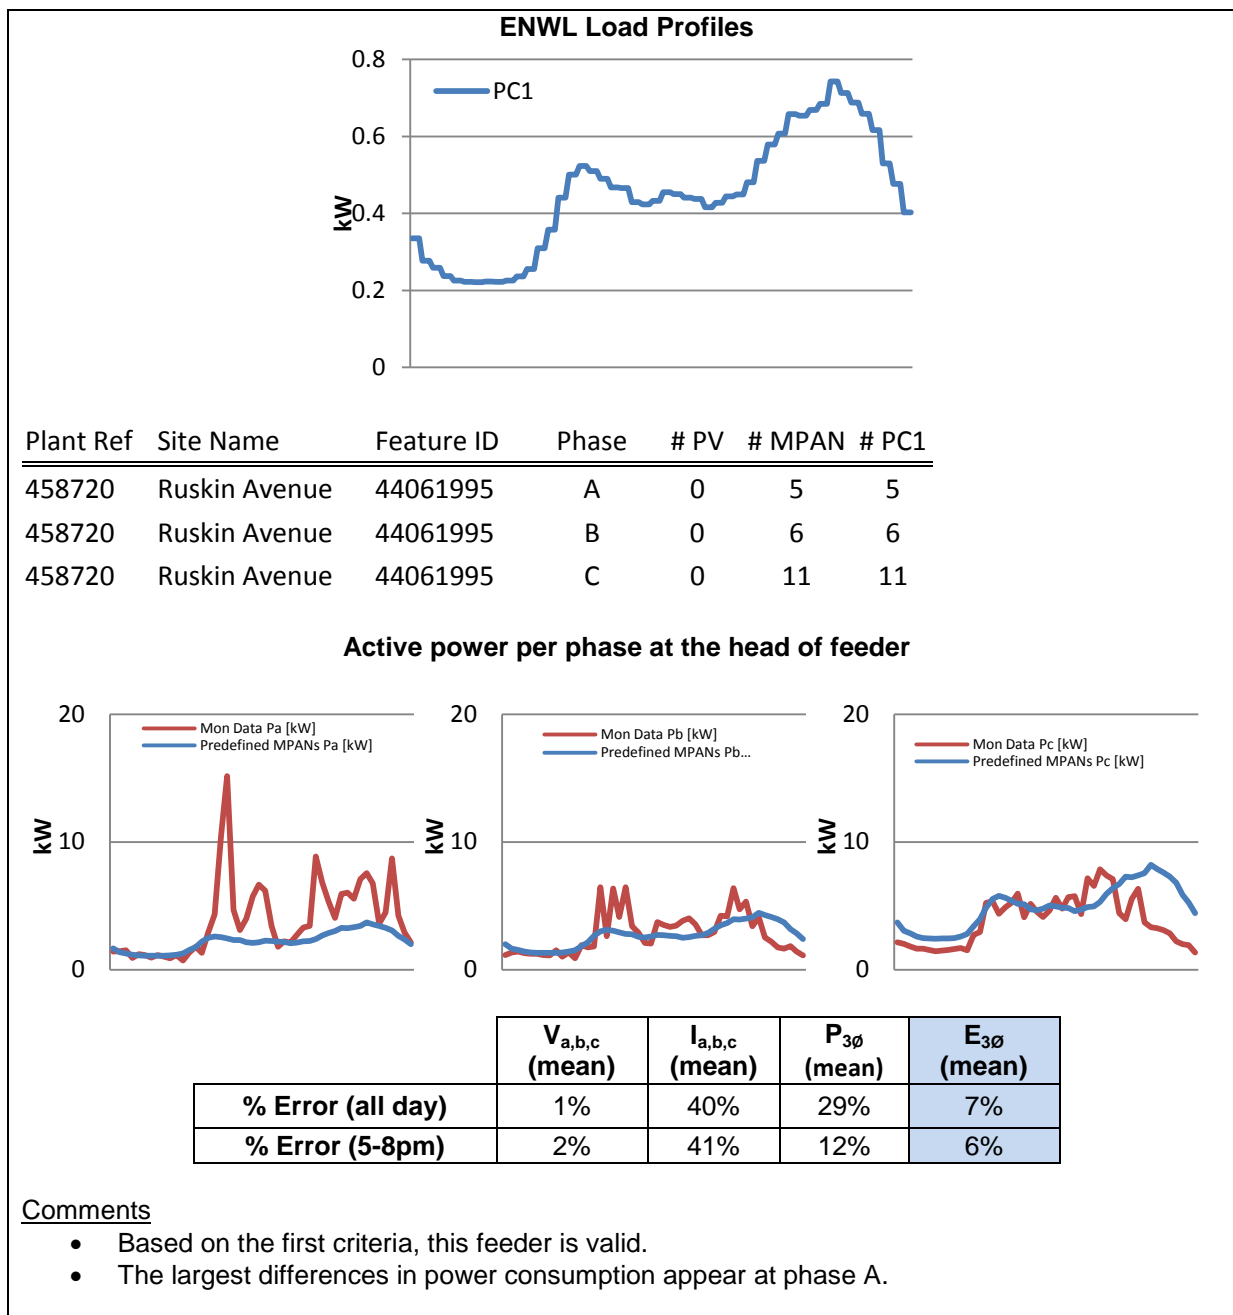 ENWL Load Profiles
0.8
0.6
0.4
0.2
0
kW
PC1
Plant Ref Site Name Feature ID Phase # PV # MPAN # PC1
458720 Ruskin Avenue 44061995 A 0 5 5
458720 Ruskin Avenue 44061995 B 0 6 6
458720 Ruskin Avenue 44061995 C 0 11 11
Active power per phase at the head of feeder
20
10
0
kW
Mon Data Pa [kW]
Predefined MPANs Pa [kW]
20
10
0
kW
Mon Data Pb [kW]
Predefined MPANs Pb...
20
10
0
kW
Mon Data Pc [kW]
Predefined MPANs Pc [kW]
Va,b,c (mean) Ia,b,c (mean) P3ø (mean) E3ø (mean)
% Error (all day) 1% 40% 29% 7%
% Error (5-8pm) 2% 41% 12% 6%
Comments
• Based on the first criteria, this feeder is valid.
• The largest differences in power consumption appear at phase A.